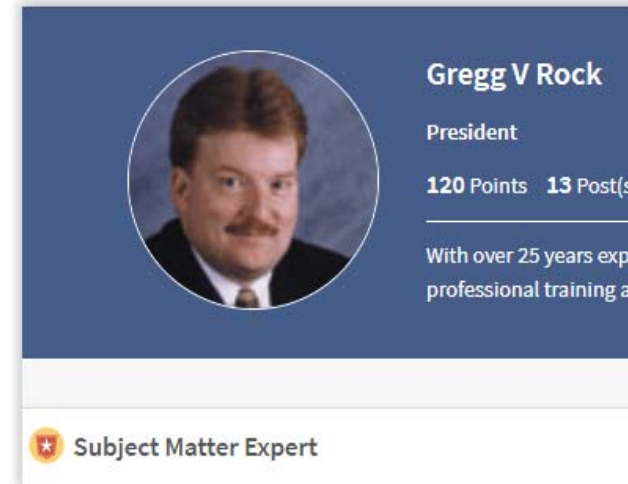 Gregg V Rock
President
120 Points 13 Post(s
With over 25 years exp
professional training a
Subject Matter Expert